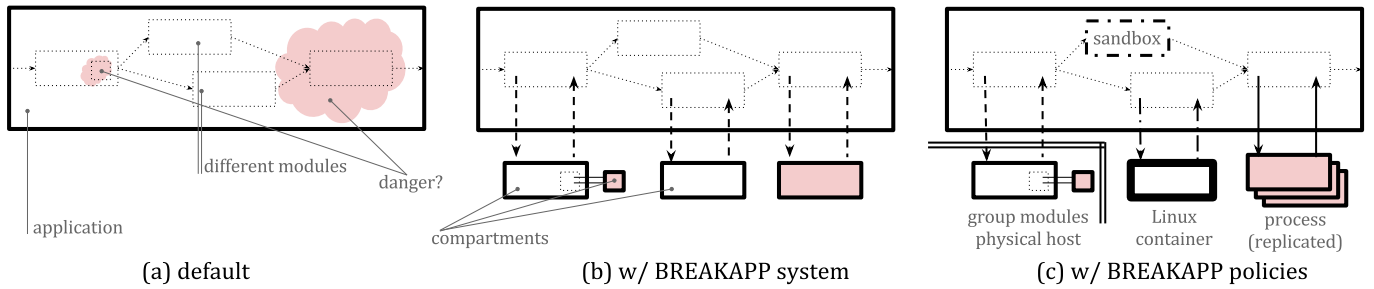 different modules
danger?
application
(a) default
compartments
(b) w/ BREAKAPP system
sandbox
group modules
physical host
Linux
container
process
(replicated)
(c) w/ BREAKAPP policies